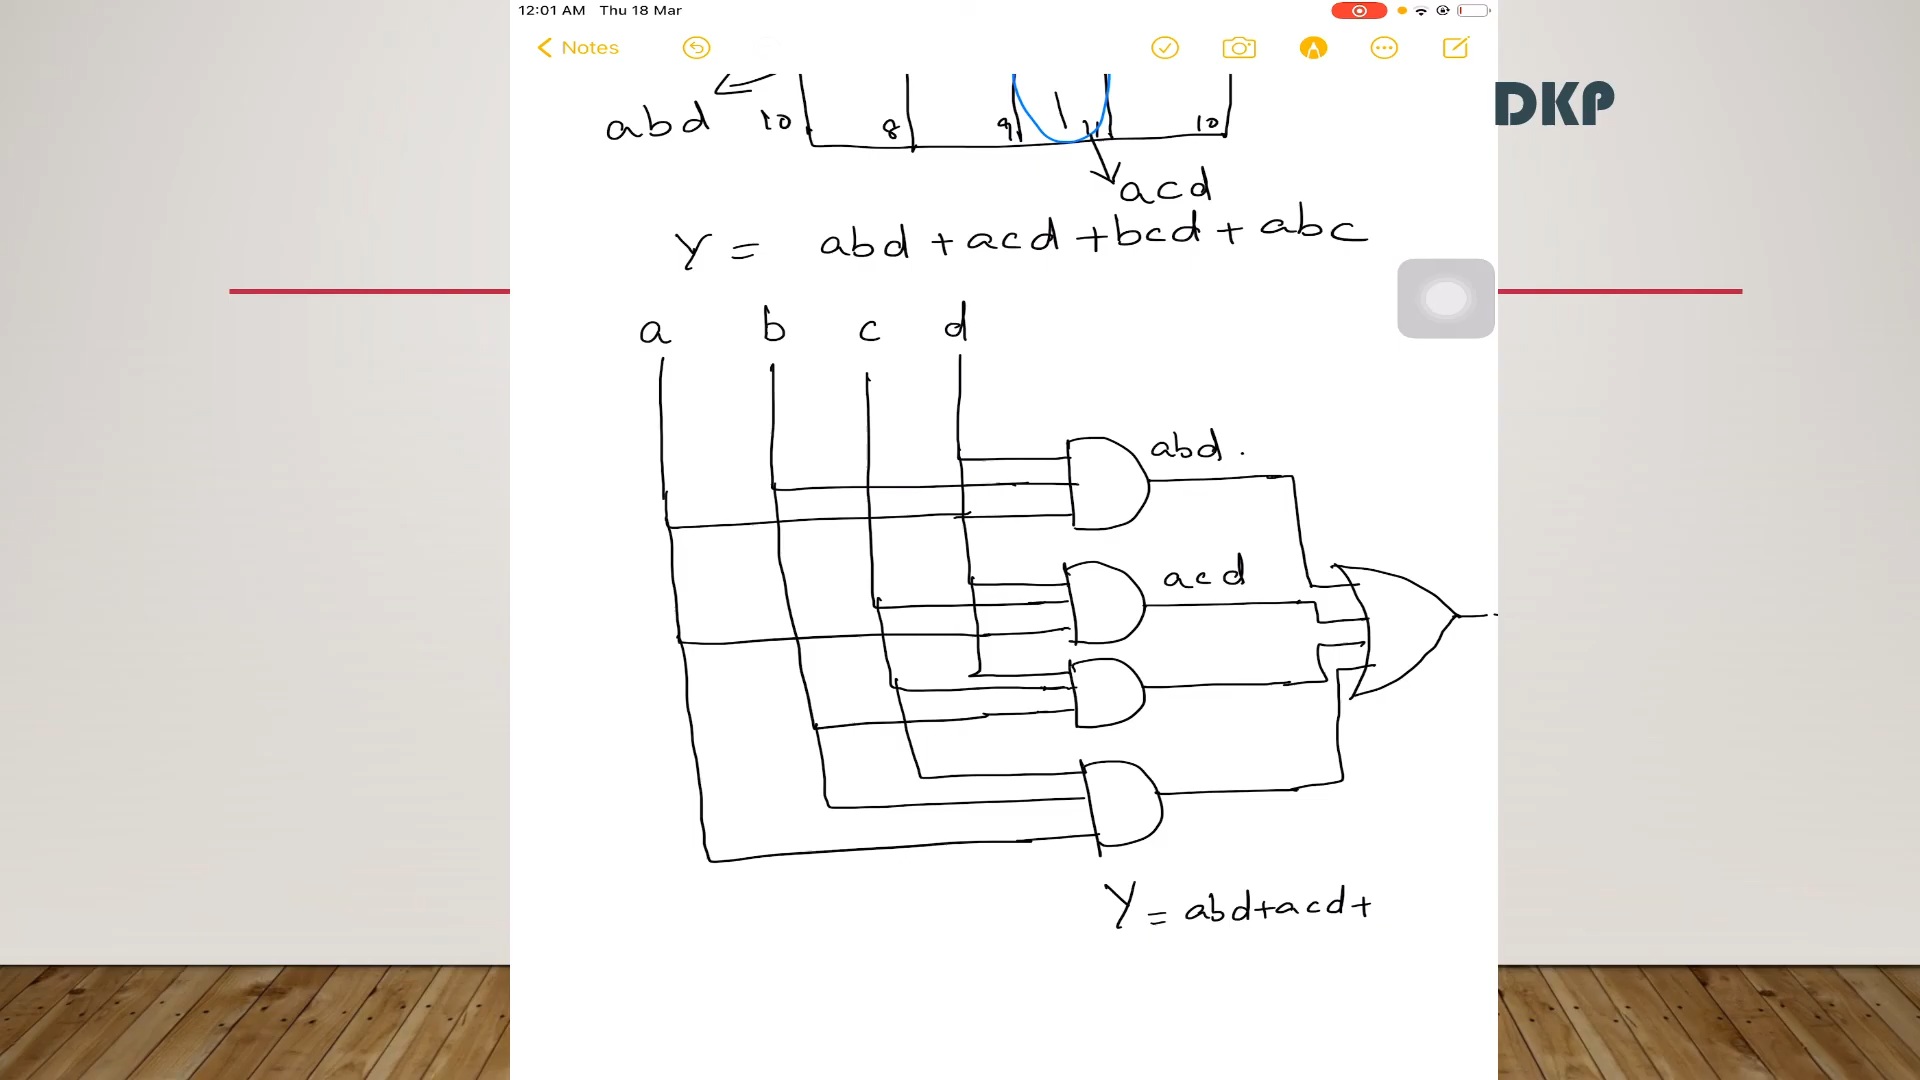 12:01 AM Thu 18 Mar
Notes
DKP
abd 10 8 9 1 11 10
acd
Y = abd + acd + bcd + abc
a b c d
abd .
acd
Y = abd+acd+